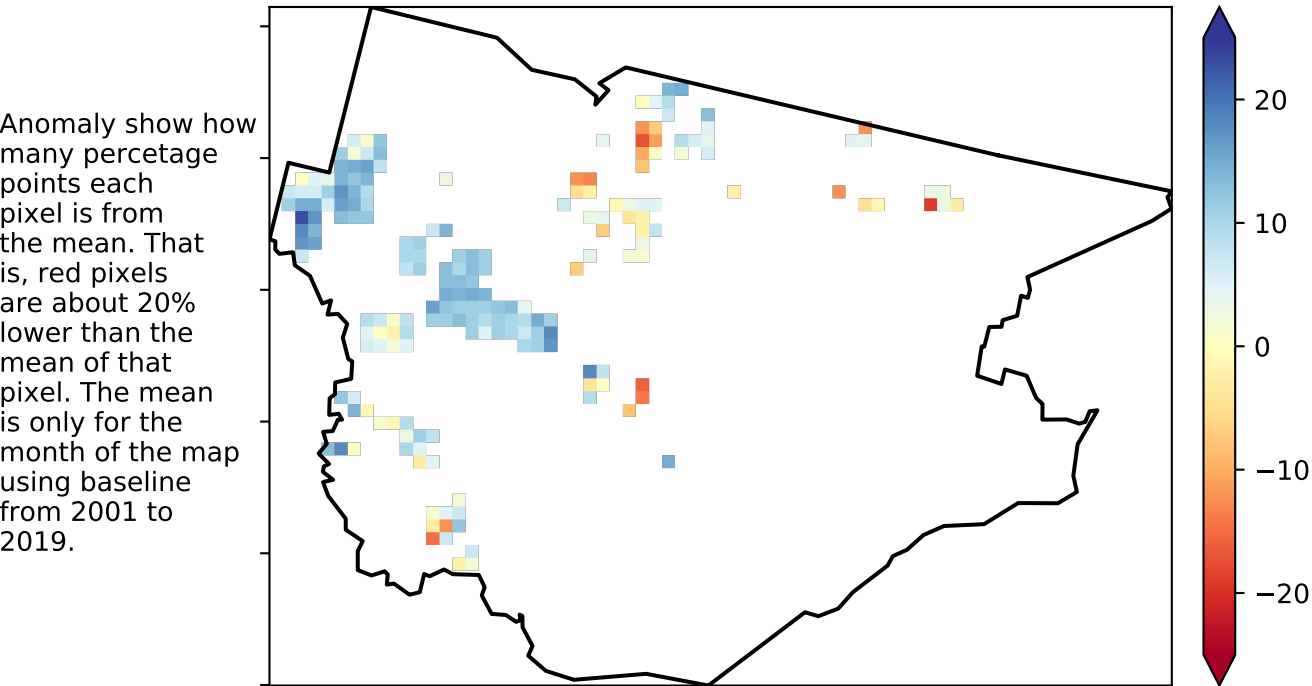 Anomaly show how
many percetage
points each
pixel is from
the mean. That
is, red pixels
are about 20%
lower than the
mean of that
pixel. The mean
is only for the
month of the map
using baseline
from 2001 to
2019.
20
10
0
−10
−20